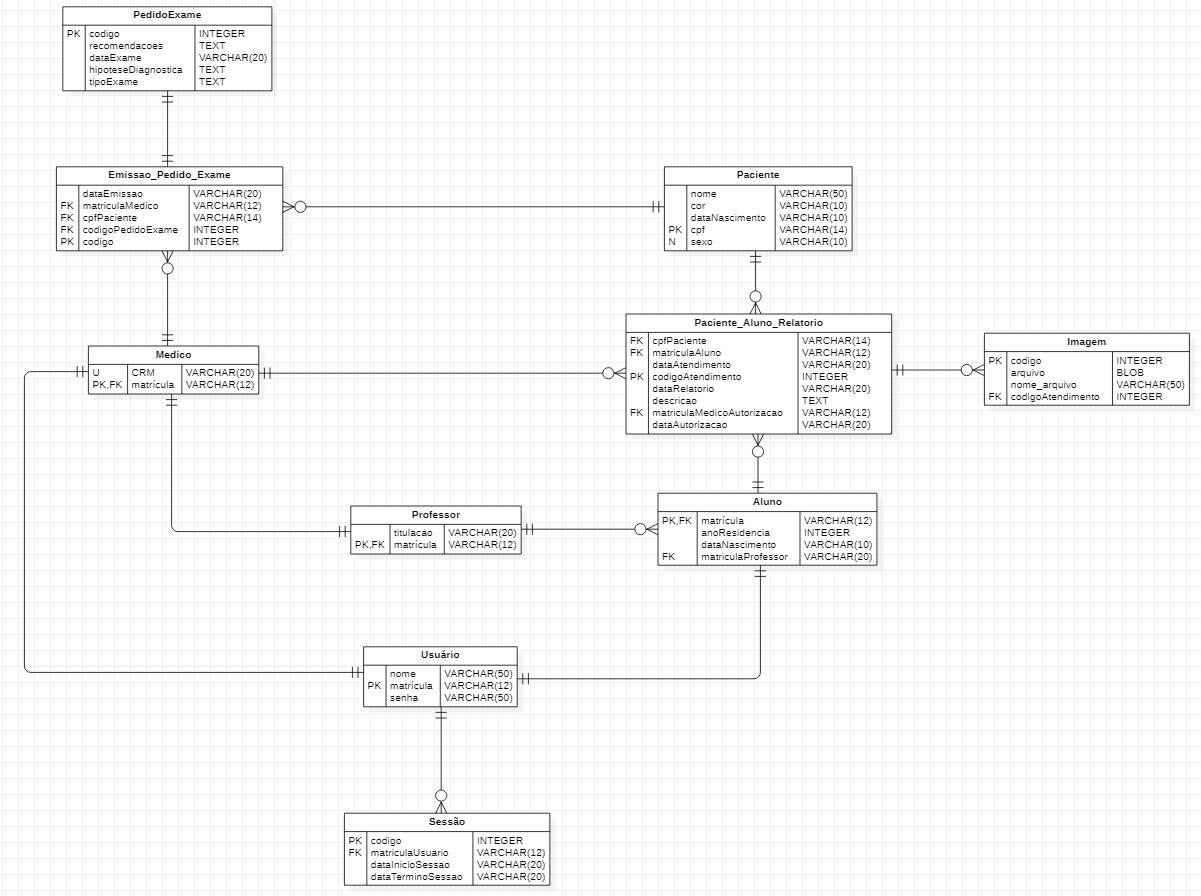 PedidoExame
PK codigo INTEGER
recomendacoes TEXT
dataExame VARCHAR(20)
hipoteseDiagnostica TEXT
tipoExame TEXT
Emissao_Pedido_Exame
dataEmissao VARCHAR(20)
FK matriculaMedico VARCHAR(12)
FK cpfPaciente VARCHAR(14)
FK codigoPedidoExame INTEGER
PK codigo INTEGER
Paciente
nome VARCHAR(50)
cor VARCHAR(10)
dataNascimento VARCHAR(10)
PK cpf VARCHAR(14)
N sexo VARCHAR(10)
Paciente_Aluno_Relatorio
FK cpfPaciente VARCHAR(14)
FK matriculaAluno VARCHAR(12)
dataAtendimento VARCHAR(20)
PK codigoAtendimento INTEGER
dataRelatorio VARCHAR(20)
descricao TEXT
FK matriculaMedicoAutorizacao VARCHAR(12)
dataAutorizacao VARCHAR(20)
Imagem
PK codigo INTEGER
arquivo BLOB
nome_arquivo VARCHAR(50)
FK codigoAtendimento INTEGER
Medico
U CRM VARCHAR(20)
PK,FK matrícula VARCHAR(12)
Professor
titulacao VARCHAR(20)
PK,FK matrícula VARCHAR(12)
Aluno
PK,FK matrícula VARCHAR(12)
anoResidencia INTEGER
dataNascimento VARCHAR(10)
FK matriculaProfessor VARCHAR(20)
Usuário
nome VARCHAR(50)
PK matrícula VARCHAR(12)
senha VARCHAR(50)
Sessão
PK codigo INTEGER
FK matriculaUsuario VARCHAR(12)
dataInicioSessao VARCHAR(20)
dataTerminoSessao VARCHAR(20)